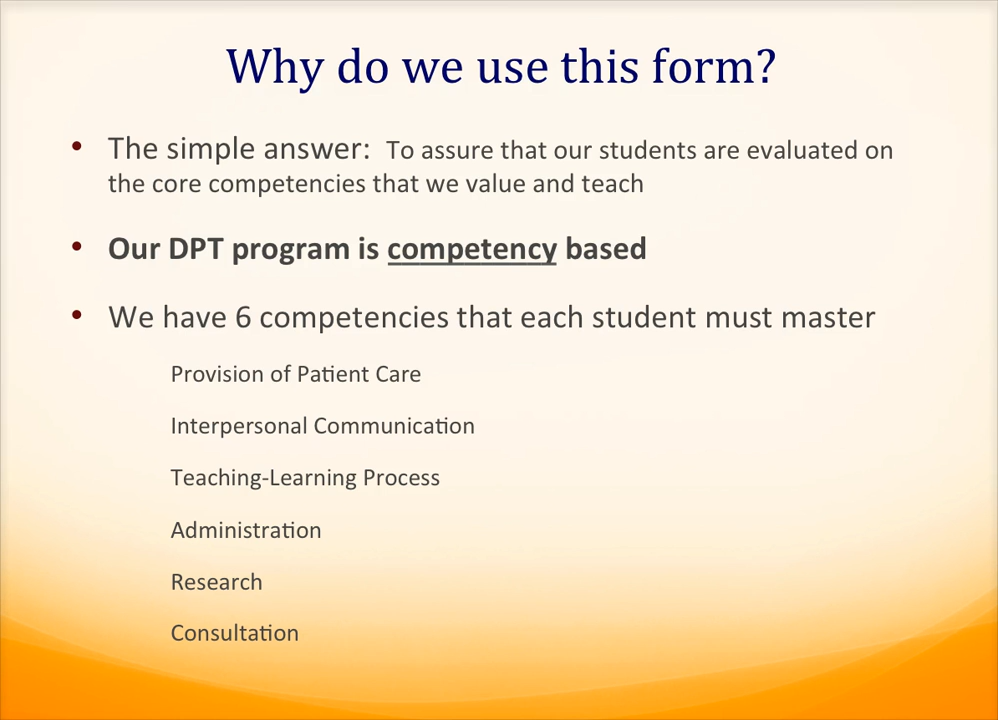 Why do we use this form?
• The simple answer: To assure that our students are evaluated on
the core competencies that we value and teach
• Our DPT program is competency based
• We have 6 competencies that each student must master
Provision of Patient Care
Interpersonal Communication
Teaching-Learning Process
Administration
Research
Consultation